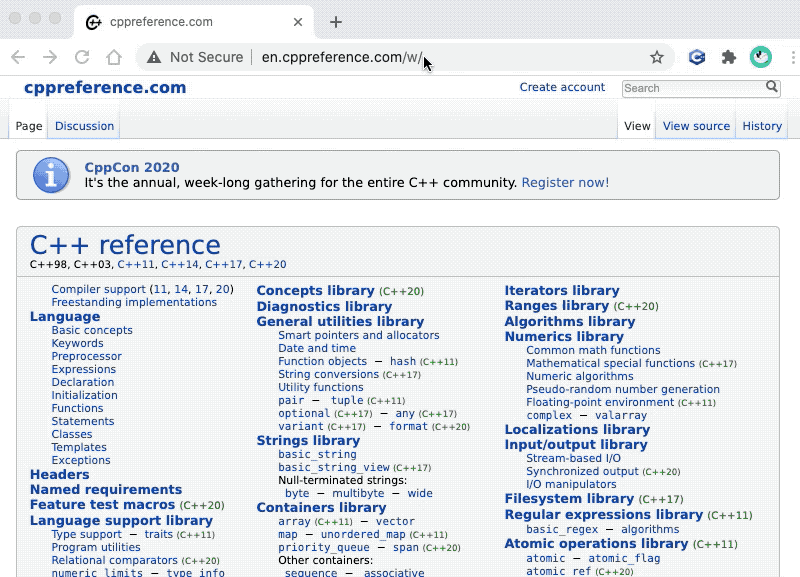 cppreference.com
Not Secure
en.cppreference.com/w/
cppreference.com
Create account
Search
Page
Discussion
View
View source
History
CppCon 2020
It's the annual, week-long gathering for the entire C++ community. Register now!
C++ reference
C++98, C++03, C++11, C++14, C++17, C++20
Compiler support (11, 14, 17, 20)
Freestanding implementations
Language
Basic concepts
Keywords
Preprocessor
Expressions
Declaration
Initialization
Functions
Statements
Classes
Templates
Exceptions
Headers
Named requirements
Feature test macros (C++20)
Language support library
Type support − traits (C++11)
Program utilities
Relational comparators (C++20)
numeric_limits − type_info
Concepts library (C++20)
Diagnostics library
General utilities library
Smart pointers and allocators
Date and time
Function objects − hash (C++11)
String conversions (C++17)
Utility functions
pair − tuple (C++11)
optional (C++17) − any (C++17)
variant (C++17) − format (C++20)
Strings library
basic_string
basic_string_view (C++17)
Null-terminated strings:
byte − multibyte − wide
Containers library
array (C++11) − vector
map − unordered_map (C++11)
priority_queue − span (C++20)
Other containers:
sequence − associative
Iterators library
Ranges library (C++20)
Algorithms library
Numerics library
Common math functions
Mathematical special functions (C++17)
Numeric algorithms
Pseudo-random number generation
Floating-point environment (C++11)
complex − valarray
Localizations library
Input/output library
Stream-based I/O
Synchronized output (C++20)
I/O manipulators
Filesystem library (C++17)
Regular expressions library (C++11)
basic_regex − algorithms
Atomic operations library (C++11)
atomic − atomic_flag
atomic_ref (C++20)